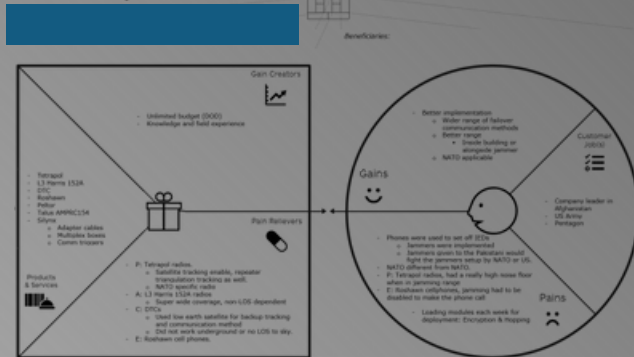 Beneficiaries:
Gain Creators
- Unlimited budget (DOD)
- Knowledge and field experience
- Tetrapol
- L3 Harris 152A
- DTC
- Roshawn
- Peltor
- Talus AMPRC154
- Silynx
o Adapter cables
o Multiplex boxes
o Comm triggers
Products
& Services
Pain Relievers
- P: Tetrapol radios.
o Satellite tracking enable, repeater
triangulation tracking as well.
o NATO specific radio
- A: L3 Harris 152A radios
o Super wide coverage, non-LOS dependent
- C: DTCs
o Used low earth satellite for backup tracking
and communication method
o Did not work underground or no LOS to sky.
- E: Roshawn cell phones.
Gains
- Better implementation
o Wider range of failover
communication methods
o Better range
▪ Inside building or
alongside jammer
o NATO applicable
Customer
Job(s)
- Company leader in
Afghanistan
- US Army
- Pentagon
- Phones were used to set off IEDs
o Jammers were implemented
o Jammers given to the Pakistani would
fight the jammers setup by NATO or US.
- NATO different from NATO.
- P: Tetrapol radios, had a really high noise floor
when in jamming range
- E: Roshawn cellphones, jamming had to be
disabled to make the phone call
- Loading modules each week for
deployment: Encryption & Hopping
Pains